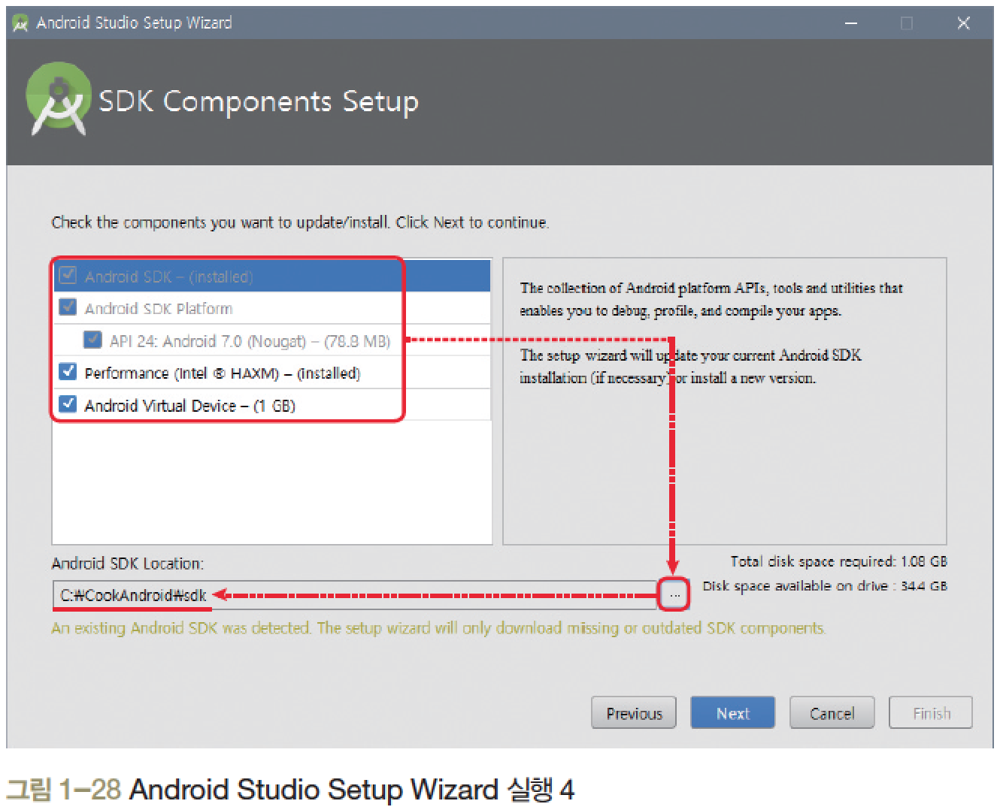 Android Studio Setup Wizard
SDK Components Setup
Check the components you want to update/install. Click Next to continue.
Android SDK – (installed)
Android SDK Platform
API 24: Android 7.0 (Nougat) – (78.8 MB)
Performance (Intel ® HAXM) – (installed)
Android Virtual Device – (1 GB)
The collection of Android platform APIs, tools and utilities that
enables you to debug, profile, and compile your apps.
The setup wizard will update your current Android SDK
installation (if necessary) or install a new version.
Android SDK Location:
Total disk space required: 1.08 GB
C:₩CookAndroid₩sdk
...
Disk space available on drive : 34.4 GB
An existing Android SDK was detected. The setup wizard will only download missing or outdated SDK components.
Previous
Next
Cancel
Finish
그림 1–28 Android Studio Setup Wizard 실행 4